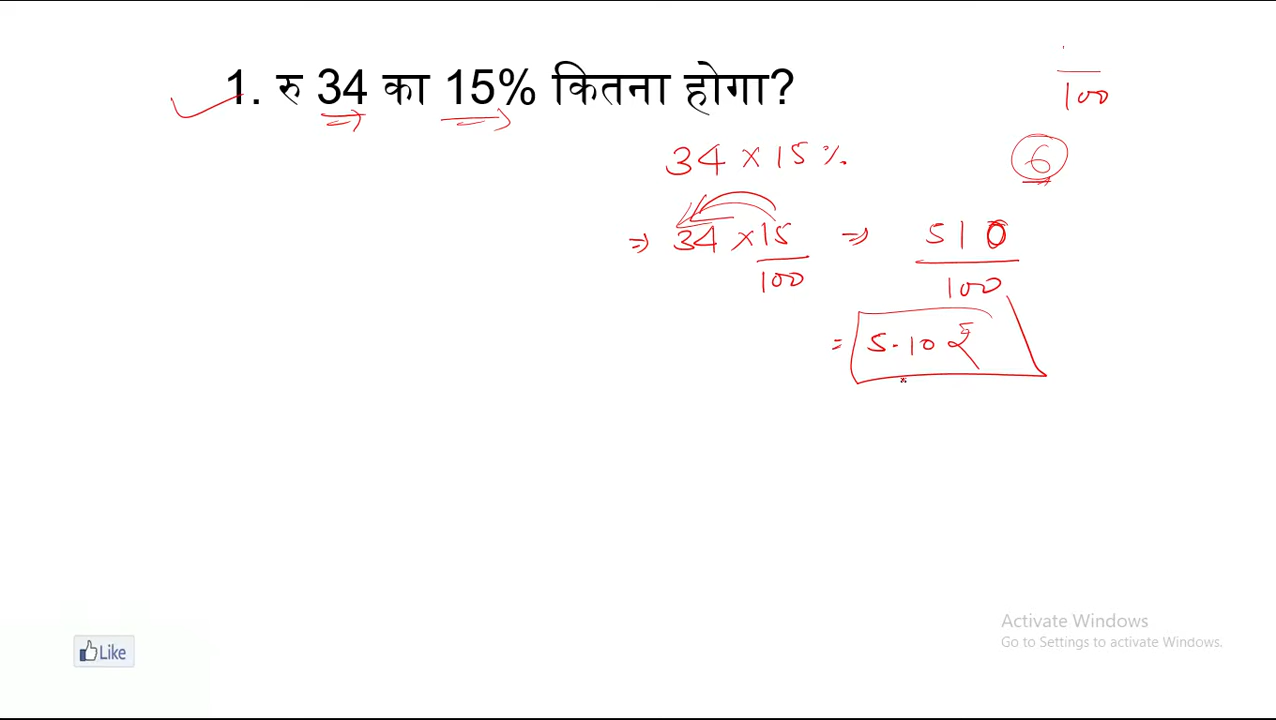 1. रु 34 का 15% कितना होगा?
100
34 × 15 %
6
⇒ 34 × 15 ⇒ 510
100 100
= 5.10 ₹
Activate Windows
Go to Settings to activate Windows.
Like